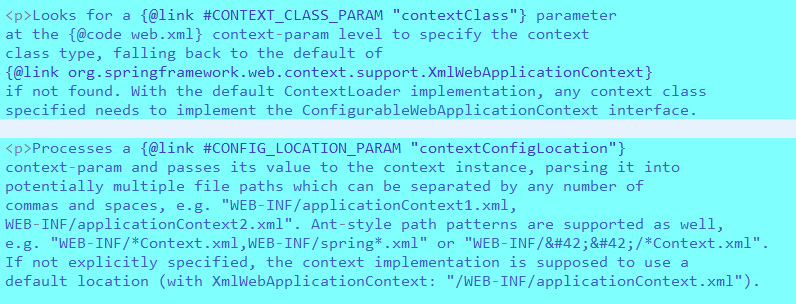 <p>Looks for a {@link #CONTEXT_CLASS_PARAM "contextClass"} parameter
at the {@code web.xml} context-param level to specify the context
class type, falling back to the default of
{@link org.springframework.web.context.support.XmlWebApplicationContext}
if not found. With the default ContextLoader implementation, any context class
specified needs to implement the ConfigurableWebApplicationContext interface.
<p>Processes a {@link #CONFIG_LOCATION_PARAM "contextConfigLocation"}
context-param and passes its value to the context instance, parsing it into
potentially multiple file paths which can be separated by any number of
commas and spaces, e.g. "WEB-INF/applicationContext1.xml,
WEB-INF/applicationContext2.xml". Ant-style path patterns are supported as well,
e.g. "WEB-INF/*Context.xml,WEB-INF/spring*.xml" or "WEB-INF/&#42;&#42;/*Context.xml".
If not explicitly specified, the context implementation is supposed to use a
default location (with XmlWebApplicationContext: "/WEB-INF/applicationContext.xml").